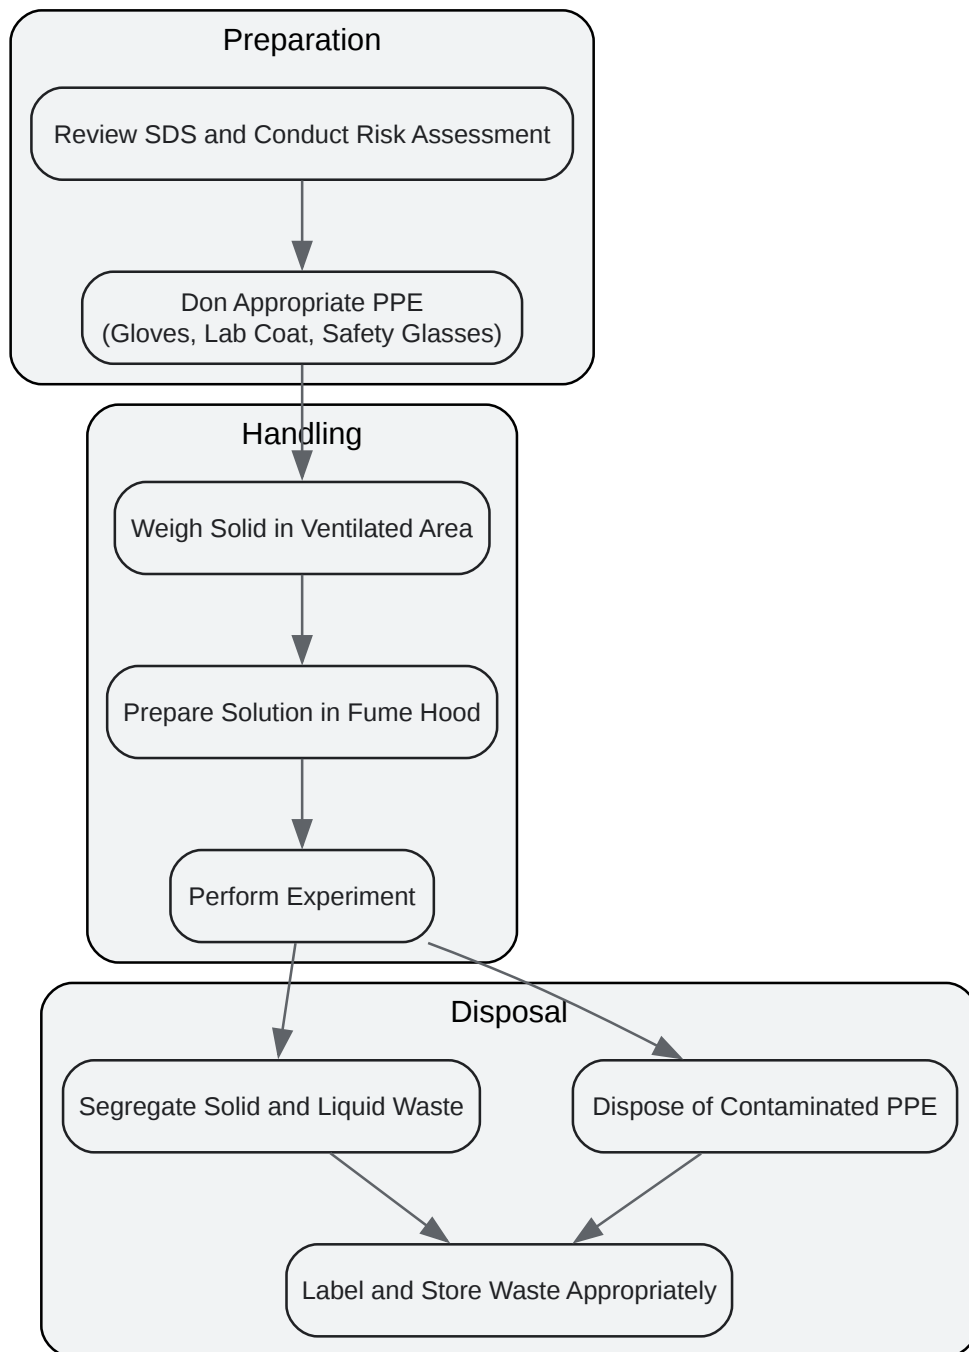 Preparation
Review SDS and Conduct Risk Assessment
Don Appropriate PPE
(Gloves, Lab Coat, Safety Glasses)
Handling
Weigh Solid in Ventilated Area
Prepare Solution in Fume Hood
Perform Experiment
Disposal
Segregate Solid and Liquid Waste
Dispose of Contaminated PPE
Label and Store Waste Appropriately